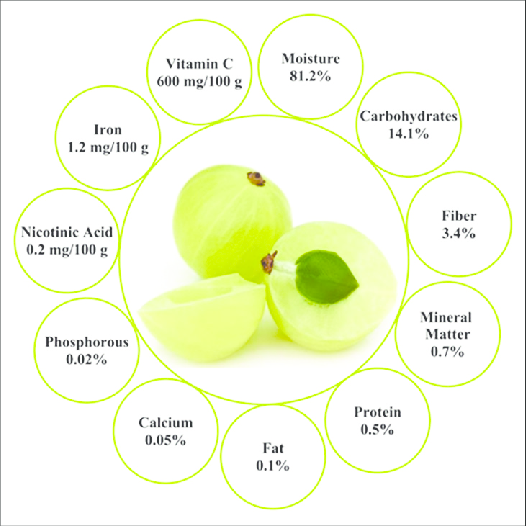 Moisture
81.2%
Carbohydrates
14.1%
Fiber
3.4%
Mineral
Matter
0.7%
Protein
0.5%
Fat
0.1%
Calcium
0.05%
Phosphorous
0.02%
Nicotinic Acid
0.2 mg/100 g
Iron
1.2 mg/100 g
Vitamin C
600 mg/100 g